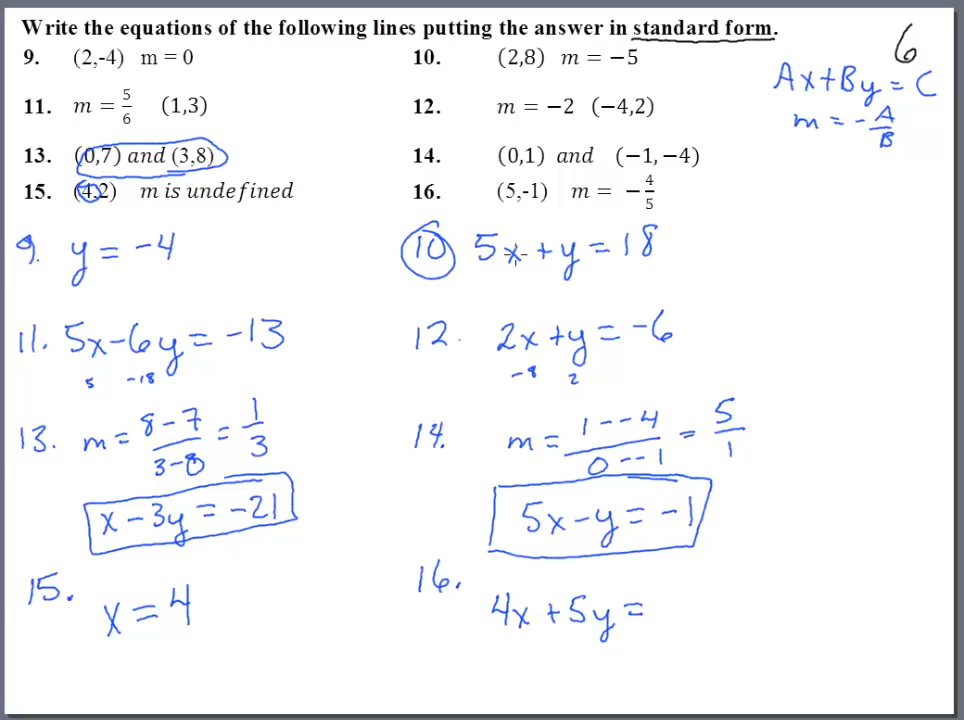 Write the equations of the following lines putting the answer in standard form.
6
9. (2,-4) m = 0
10. (2,8) m = −5
Ax+By = C
m = - A/B
11. m = 5/6 (1,3)
12. m = −2 (−4,2)
13. (0,7) and (3,8)
14. (0,1) and (−1,−4)
15. (4,2) m is undefined
16. (5,-1) m = − 4/5
9. y = -4
10 5x + y = 18
11. 5x - 6y = -13
5 -18
12. 2x + y = -6
-8 2
13. m = 8-7/3-0 = 1/3
14. m = 1--4/0--1 = 5/1
x - 3y = -21
5x - y = -1
15. x = 4
16. 4x + 5y =